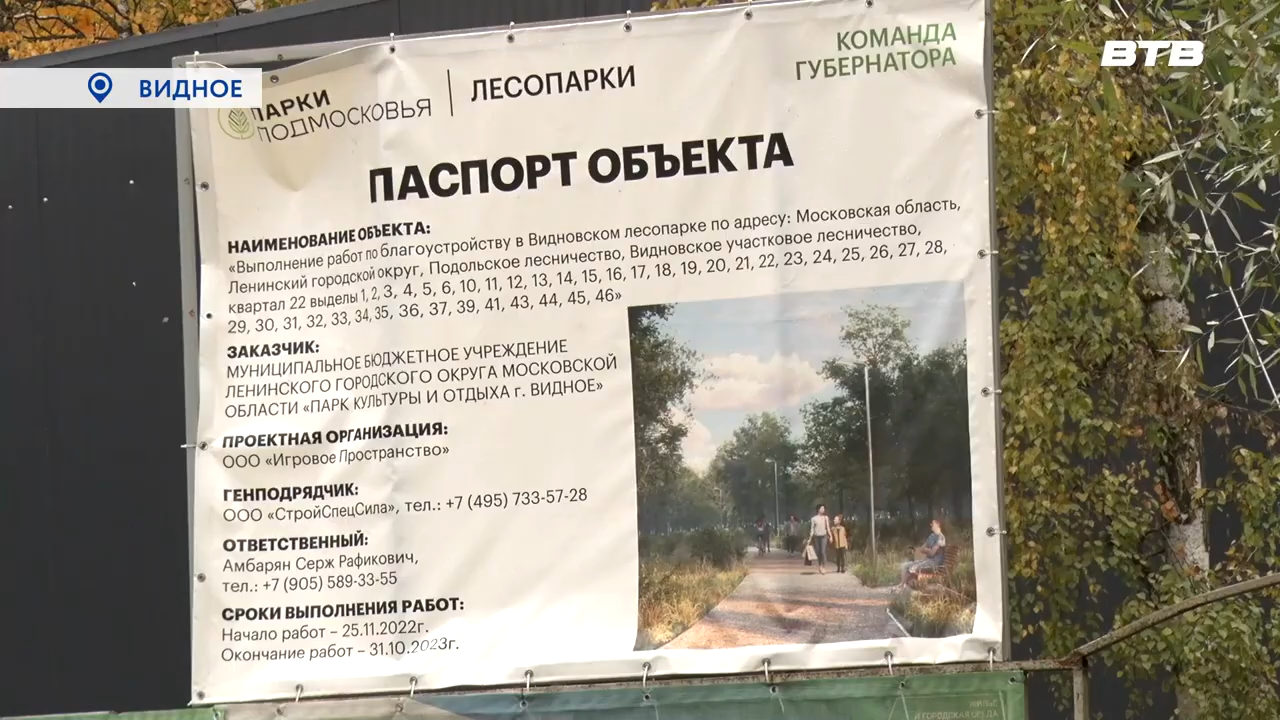 ВИДНОЕ
ВТВ
КОМАНДА
ГУБЕРНАТОРА
ПАРКИ
ПОДМОСКОВЬЯ
ЛЕСОПАРКИ
ПАСПОРТ ОБЪЕКТА
НАИМЕНОВАНИЕ ОБЪЕКТА:
«Выполнение работ по благоустройству в Видновском лесопарке по адресу: Московская область,
Ленинский городской округ, Подольское лесничество, Видновское участковое лесничество,
квартал 22 выделы 1, 2, 3, 4, 5, 6, 10, 11, 12, 13, 14, 15, 16, 17, 18, 19, 20, 21, 22, 23, 24, 25, 26, 27, 28,
29, 30, 31, 32, 33, 34, 35, 36, 37, 39, 41, 43, 44, 45, 46»
ЗАКАЗЧИК:
МУНИЦИПАЛЬНОЕ БЮДЖЕТНОЕ УЧРЕЖДЕНИЕ
ЛЕНИНСКОГО ГОРОДСКОГО ОКРУГА МОСКОВСКОЙ
ОБЛАСТИ «ПАРК КУЛЬТУРЫ И ОТДЫХА г. ВИДНОЕ»
ПРОЕКТНАЯ ОРГАНИЗАЦИЯ:
ООО «Игровое Пространство»
ГЕНПОДРЯДЧИК:
ООО «СтройСпецСила», тел.: +7 (495) 733-57-28
ОТВЕТСТВЕННЫЙ:
Амбарян Серж Рафикович,
тел.: +7 (905) 589-33-55
СРОКИ ВЫПОЛНЕНИЯ РАБОТ:
Начало работ – 25.11.2022г.
Окончание работ – 31.10.2023г.
ЖИЛЬЕ
И ГОРОДСКАЯ СРЕДА